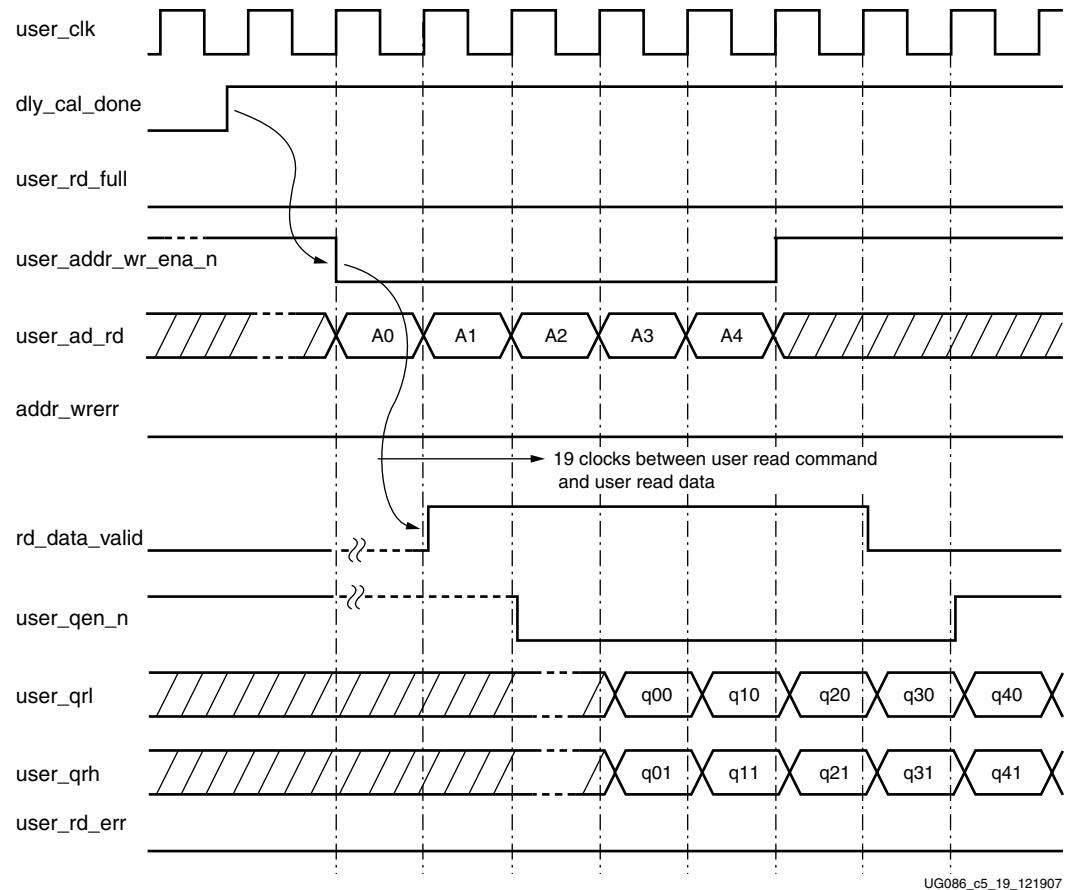 user_clk
dly_cal_done
user_rd_full
user_addr_wr_ena_n
user_ad_rd
A0 A1 A2 A3 A4
addr_wrerr
19 clocks between user read command
and user read data
rd_data_valid
user_qen_n
user_qrl
q00 q10 q20 q30 q40
user_qrh
q01 q11 q21 q31 q41
user_rd_err
UG086_c5_19_121907